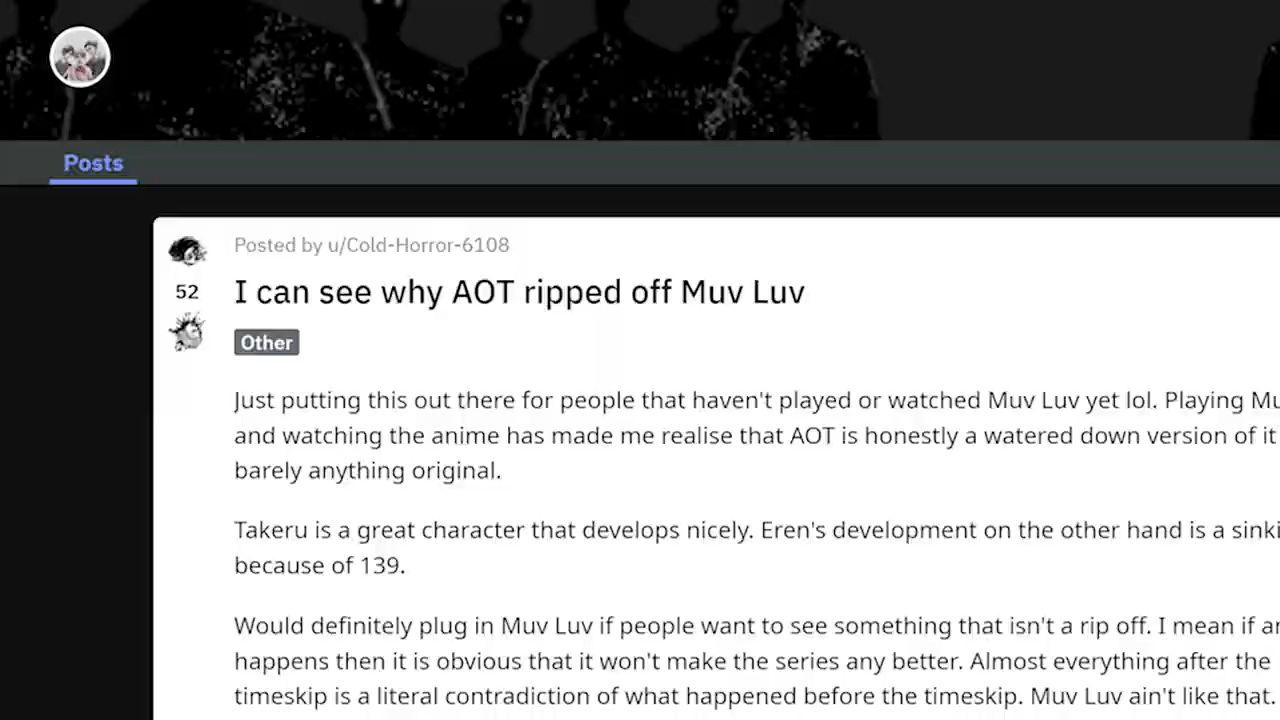 Posts
Posted by u/Cold-Horror-6108
52
I can see why AOT ripped off Muv Luv
Other
Just putting this out there for people that haven't played or watched Muv Luv yet lol. Playing
and watching the anime has made me realise that AOT is honestly a watered down version of it
barely anything original.
Takeru is a great character that develops nicely. Eren's development on the other hand is a
because of 139.
Would definitely plug in Muv Luv if people want to see something that isn't a rip off. I mean if
happens then it is obvious that it won't make the series any better. Almost everything after the
timeskip is a literal contradiction of what happened before the timeskip. Muv Luv ain't like that.